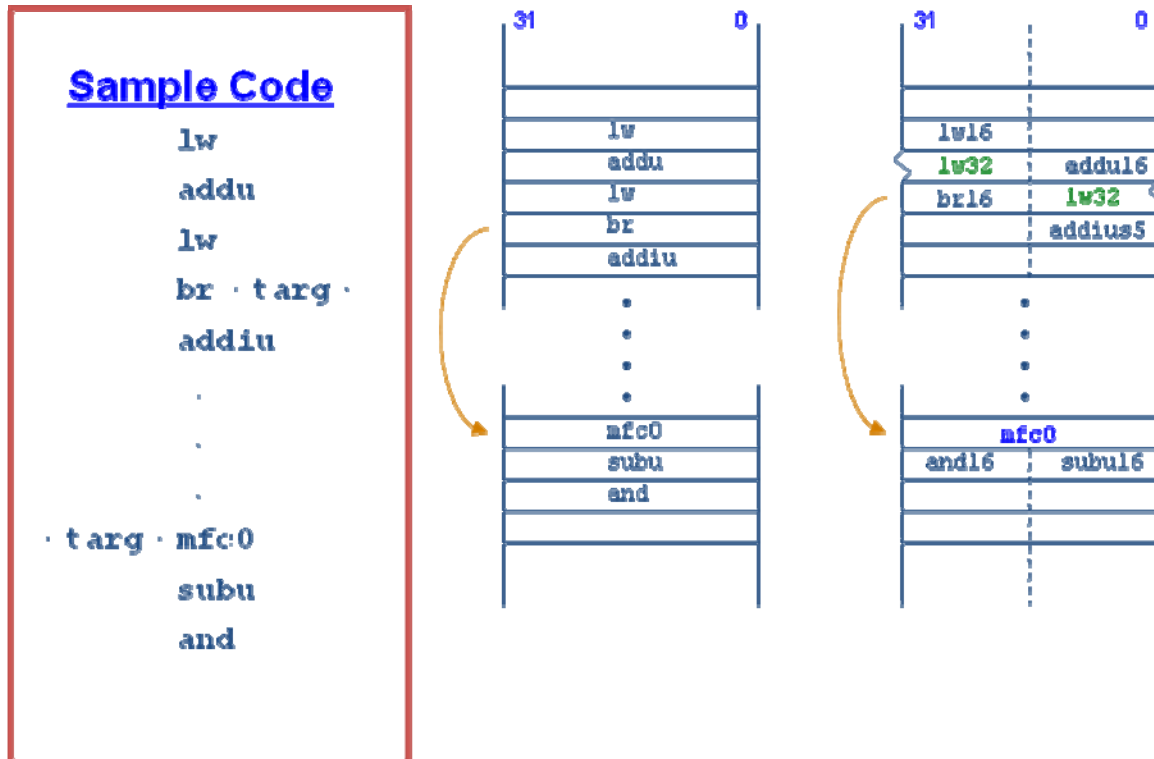 Sample Code
lw
addu
lw
br · targ ·
addiu
.
.
.
· targ · mfc0
subu
and
31 0
lw
addu
lw
br
addiu
mfc0
subu
and
31 0
lw16
lw32 addu16
br16 lw32
addius5
mfc0
and16 subu16